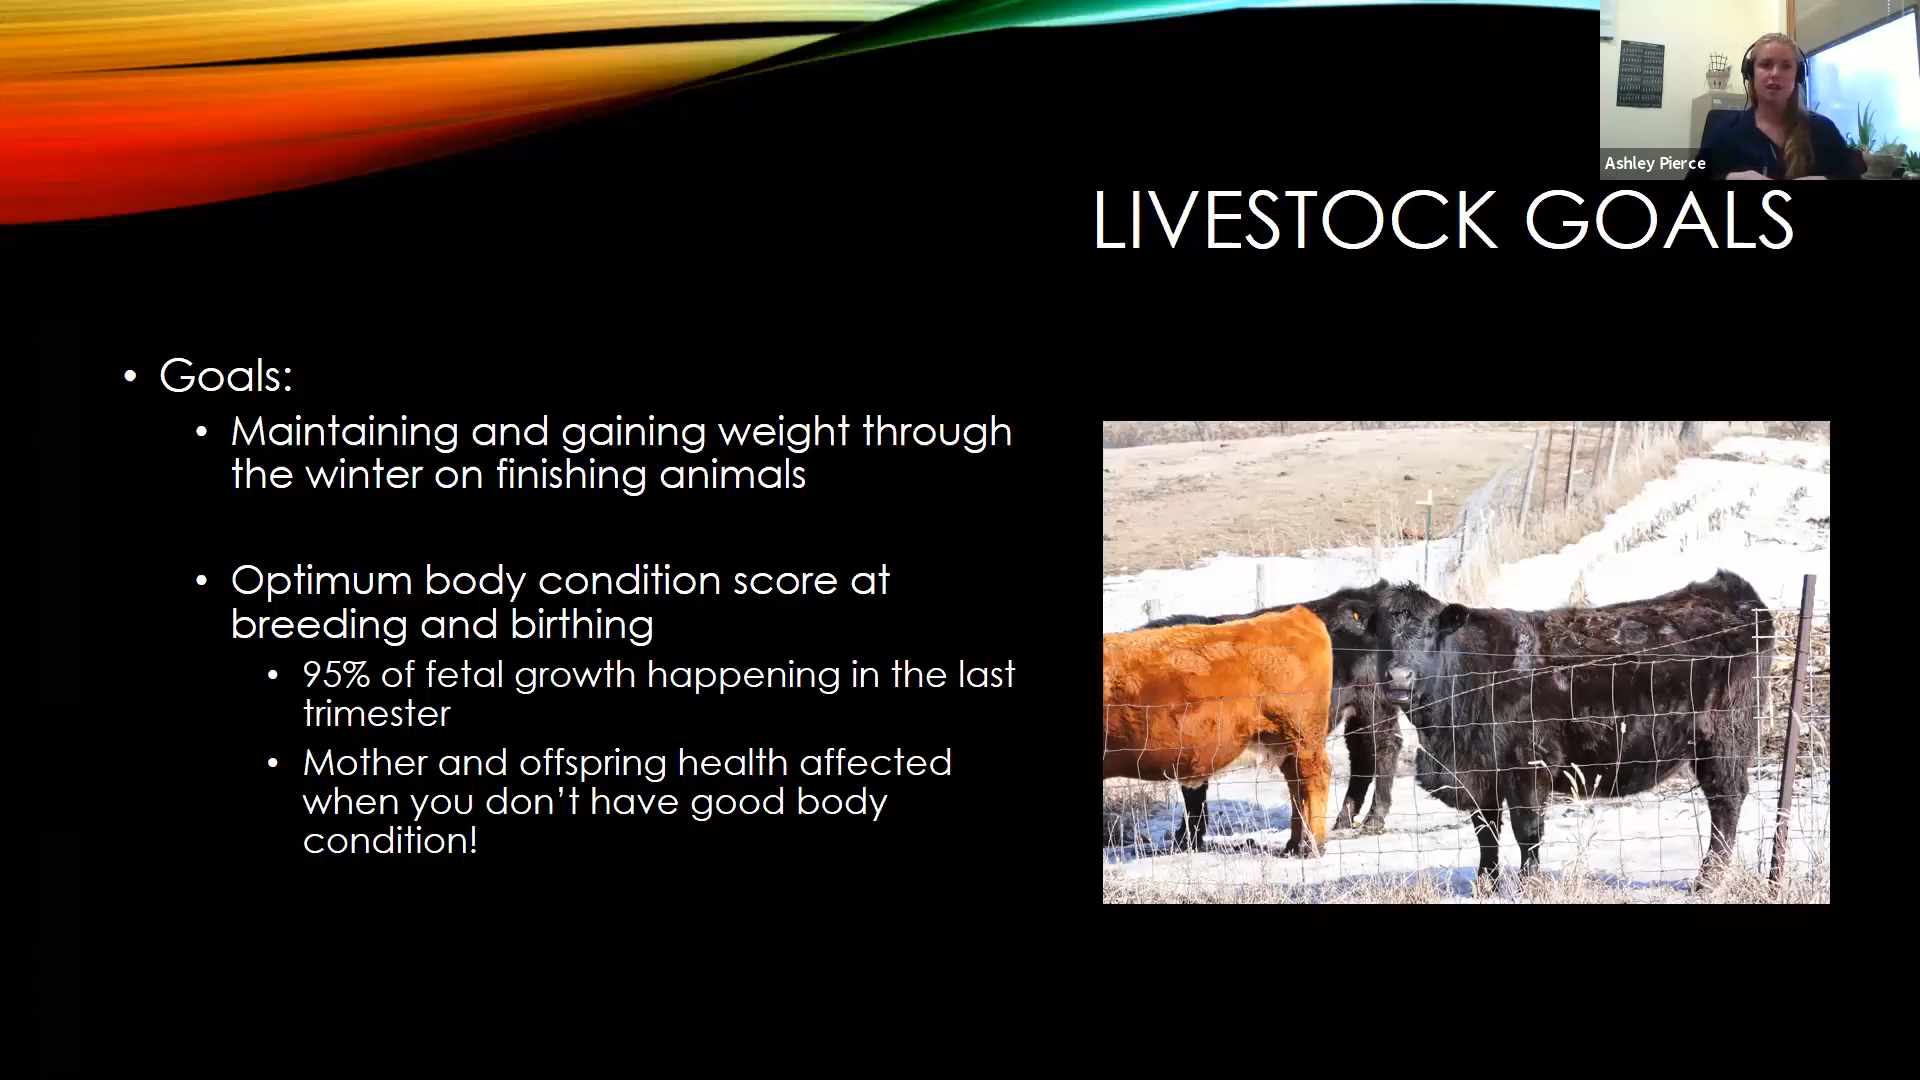 Ashley Pierce
LIVESTOCK GOALS
• Goals:
• Maintaining and gaining weight through
the winter on finishing animals
• Optimum body condition score at
breeding and birthing
• 95% of fetal growth happening in the last
trimester
• Mother and offspring health affected
when you don’t have good body
condition!